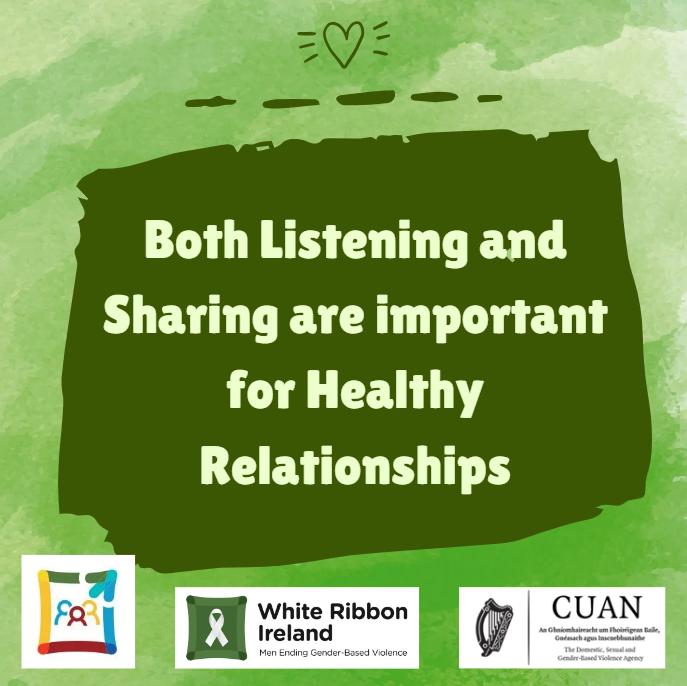 Both Listening and
Sharing are important
for Healthy
Relationships
White Ribbon
Ireland
Men Ending Gender-Based Violence
CUAN
An Ghníomhaireacht um Fhoiréigean Baile,
Gnéasach agus Inscnebhunaithe
The Domestic, Sexual and
Gender-Based Violence Agency